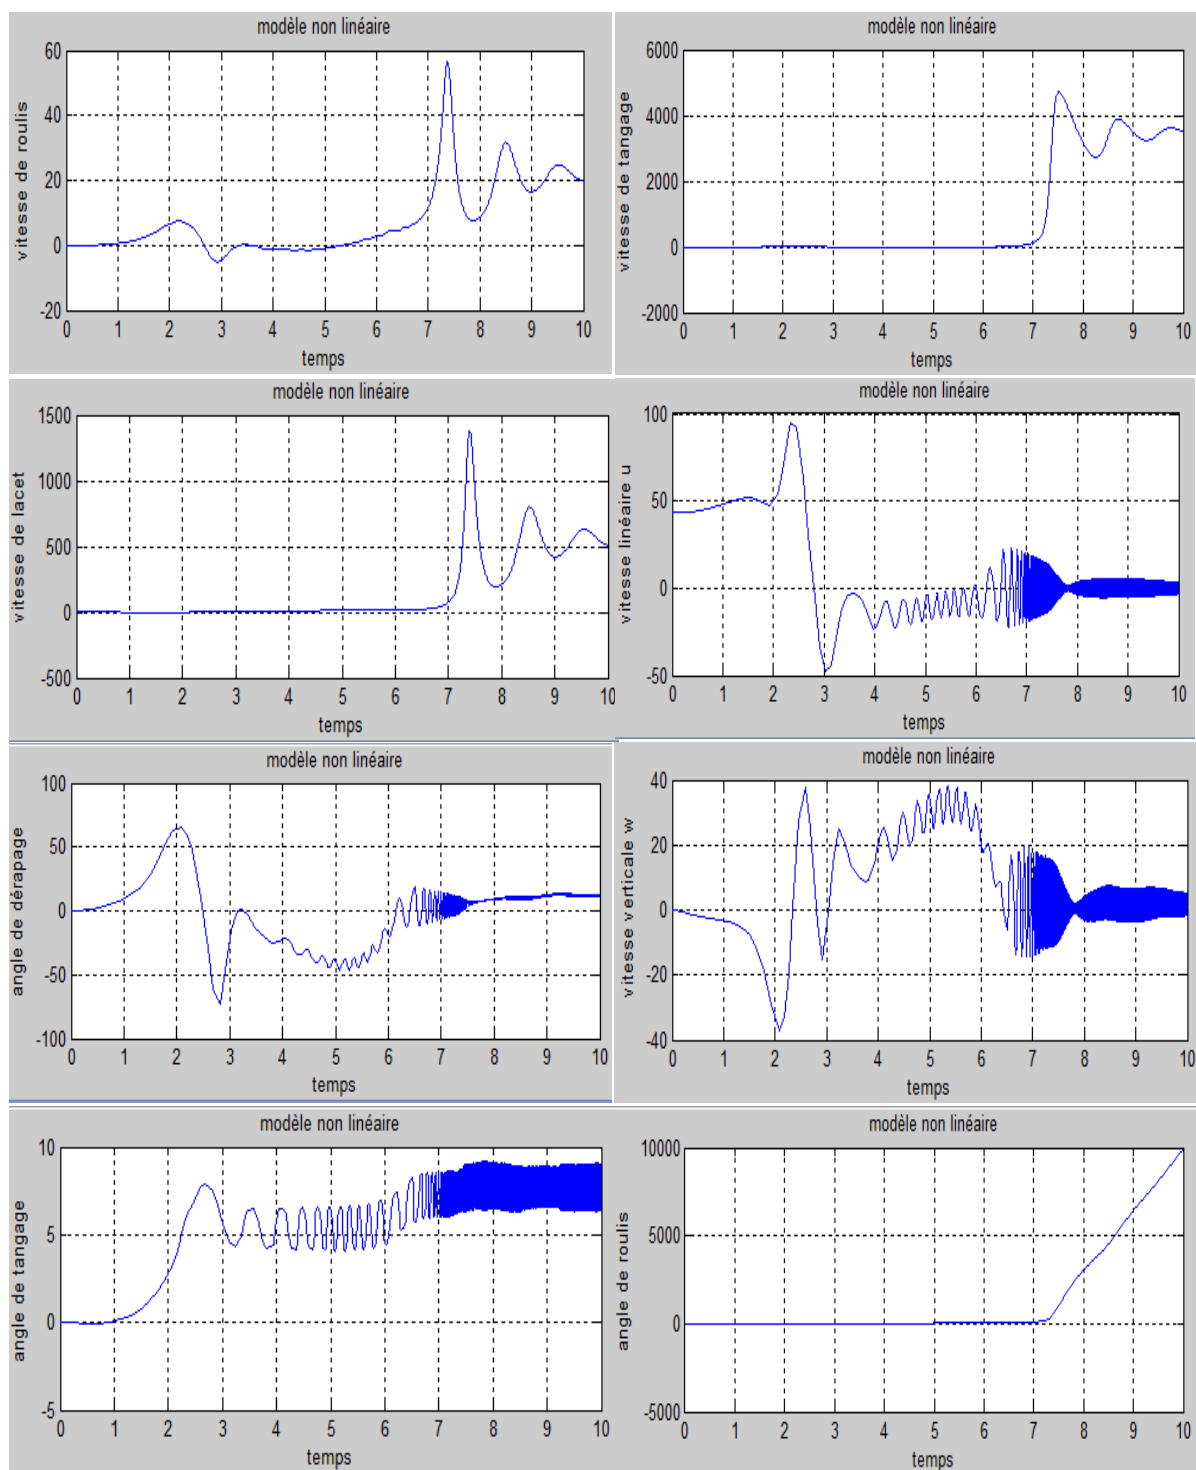 modèle non linéaire
vitesse de roulis
60
40
20
0
-20
0 1 2 3 4 5 6 7 8 9 10
temps
modèle non linéaire
vitesse de tangage
6000
4000
2000
0
-2000
0 1 2 3 4 5 6 7 8 9 10
temps
modèle non linéaire
vitesse de lacet
1500
1000
500
0
-500
0 1 2 3 4 5 6 7 8 9 10
temps
modèle non linéaire
vitesse linéaire u
100
50
0
-50
0 1 2 3 4 5 6 7 8 9 10
temps
modèle non linéaire
angle de dérapage
100
50
0
-50
-100
0 1 2 3 4 5 6 7 8 9 10
temps
modèle non linéaire
vitesse verticale w
40
20
0
-20
-40
0 1 2 3 4 5 6 7 8 9 10
temps
modèle non linéaire
angle de tangage
10
5
0
-5
0 1 2 3 4 5 6 7 8 9 10
temps
modèle non linéaire
angle de roulis
10000
5000
0
-5000
0 1 2 3 4 5 6 7 8 9 10
temps